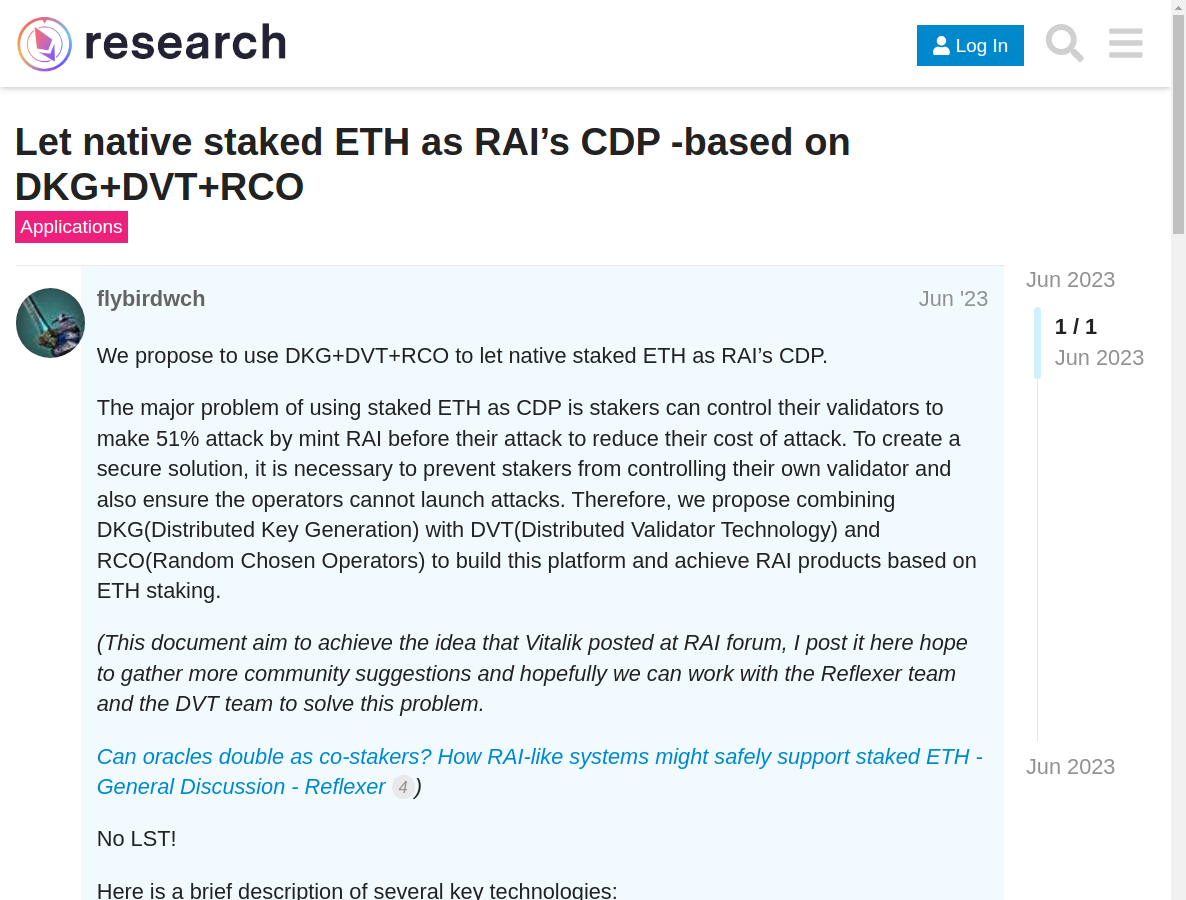 research
Log In
Let native staked ETH as RAI’s CDP -based on
DKG+DVT+RCO
Applications
flybirdwch
Jun '23
We propose to use DKG+DVT+RCO to let native staked ETH as RAI’s CDP.
The major problem of using staked ETH as CDP is stakers can control their validators to
make 51% attack by mint RAI before their attack to reduce their cost of attack. To create a
secure solution, it is necessary to prevent stakers from controlling their own validator and
also ensure the operators cannot launch attacks. Therefore, we propose combining
DKG(Distributed Key Generation) with DVT(Distributed Validator Technology) and
RCO(Random Chosen Operators) to build this platform and achieve RAI products based on
ETH staking.
(This document aim to achieve the idea that Vitalik posted at RAI forum, I post it here hope
to gather more community suggestions and hopefully we can work with the Reflexer team
and the DVT team to solve this problem.
Can oracles double as co-stakers? How RAI-like systems might safely support staked ETH -
General Discussion - Reflexer 4)
No LST!
Here is a brief description of several key technologies:
Jun 2023
1 / 1
Jun 2023
Jun 2023